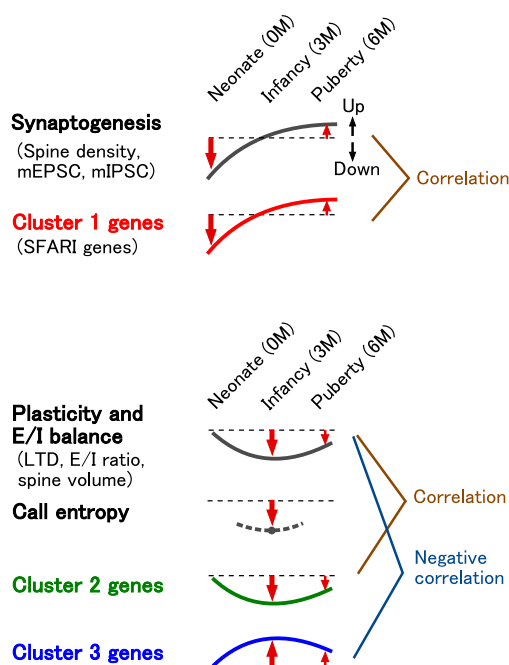 Neonate (0M)
Infancy (3M)
Puberty (6M)
Up
Synaptogenesis
(Spine density,
mEPSC, mIPSC)
Down
Correlation
Cluster 1 genes
(SFARI genes)
Neonate (0M)
Infancy (3M)
Puberty (6M)
Plasticity and
E/I balance
(LTD, E/I ratio,
spine volume)
Correlation
Call entropy
Negative
correlation
Cluster 2 genes
Cluster 3 genes